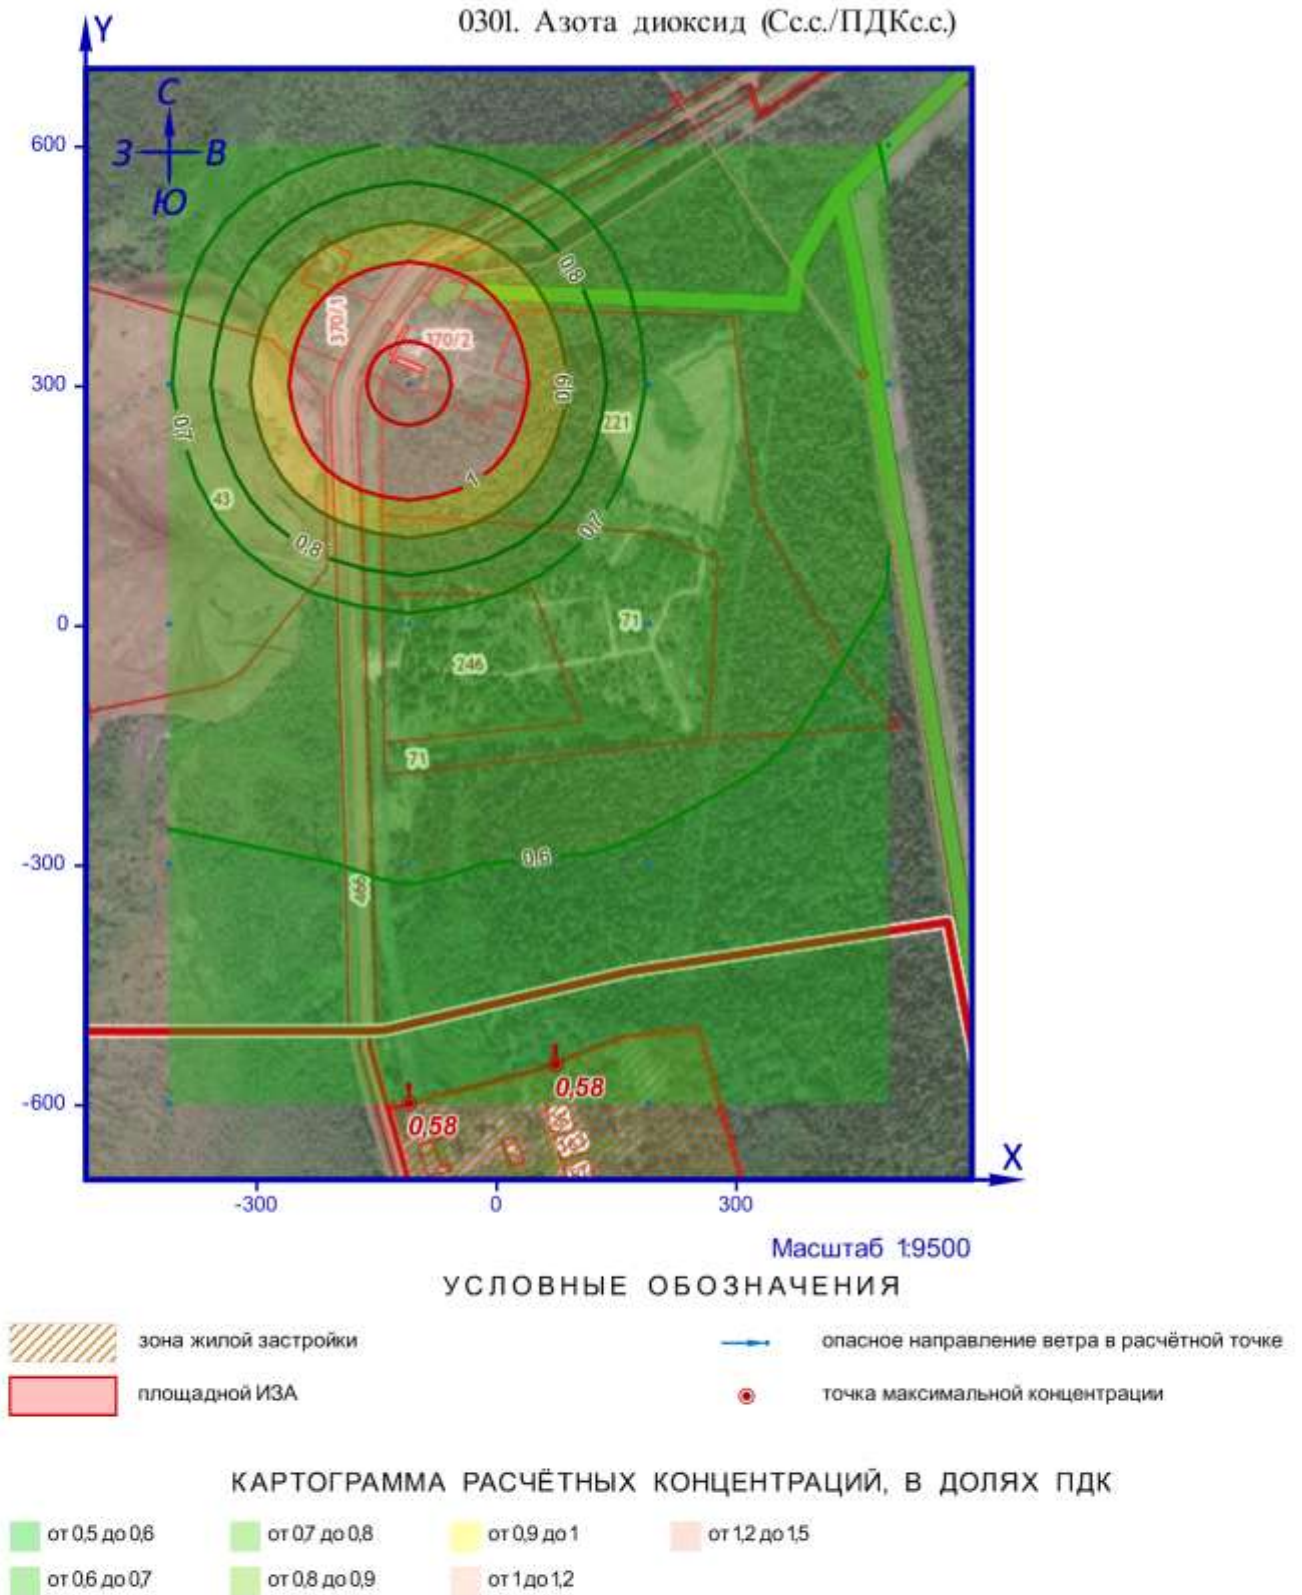 0301. Азота диоксид (Сс.с./ПДКс.с.)
Y
С
600
З В
Ю
0,8
370/1
370/2
300
0,9
0,7
221
43
1
0,7
0,8
0
71
246
71
-300
0,6
466
0,58
-600
0,58
343
X
-300 0 300
Масштаб 1:9500
УСЛОВНЫЕ ОБОЗНАЧЕНИЯ
зона жилой застройки
опасное направление ветра в расчётной точке
площадной ИЗА
точка максимальной концентрации
КАРТОГРАММА РАСЧЁТНЫХ КОНЦЕНТРАЦИЙ, В ДОЛЯХ ПДК
от 0,5 до 0,6 от 0,7 до 0,8 от 0,9 до 1 от 1,2 до 1,5
от 0,6 до 0,7 от 0,8 до 0,9 от 1 до 1,2